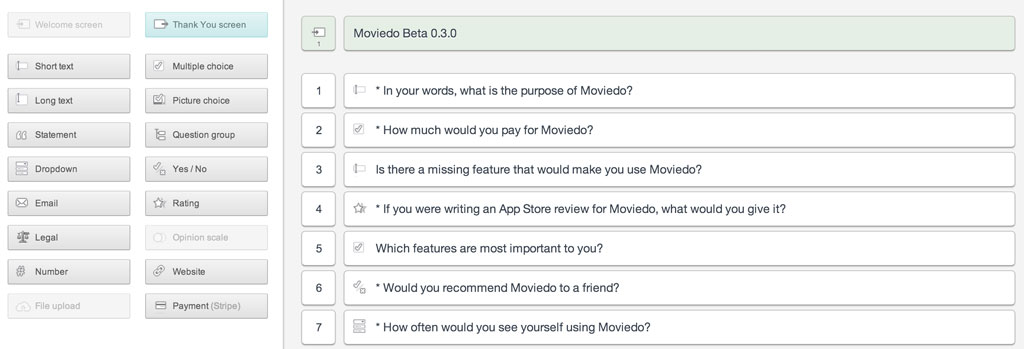 Welcome screen
Thank You screen
Short text
Multiple choice
Long text
Picture choice
Statement
Question group
Dropdown
Yes / No
Email
Rating
Legal
Opinion scale
Number
Website
File upload
Payment (Stripe)
1
Moviedo Beta 0.3.0
1
* In your words, what is the purpose of Moviedo?
2
* How much would you pay for Moviedo?
3
Is there a missing feature that would make you use Moviedo?
4
* If you were writing an App Store review for Moviedo, what would you give it?
5
Which features are most important to you?
6
* Would you recommend Moviedo to a friend?
7
* How often would you see yourself using Moviedo?